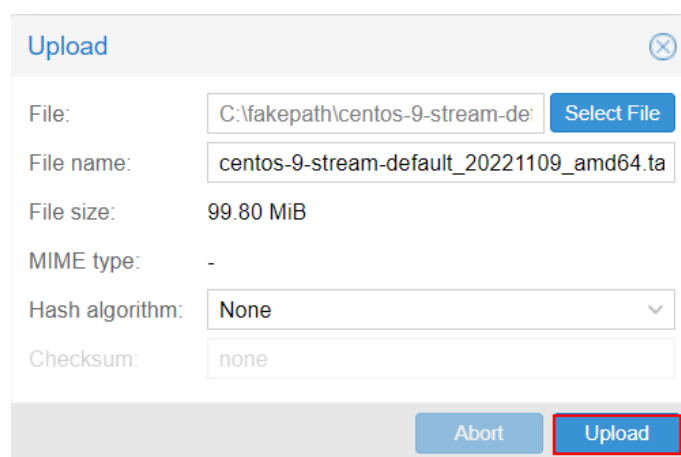 Upload
File: C:\fakepath\centos-9-stream-def Select File
File name: centos-9-stream-default_20221109_amd64.ta
File size: 99.80 MiB
MIME type: -
Hash algorithm: None
Checksum: none
Abort Upload